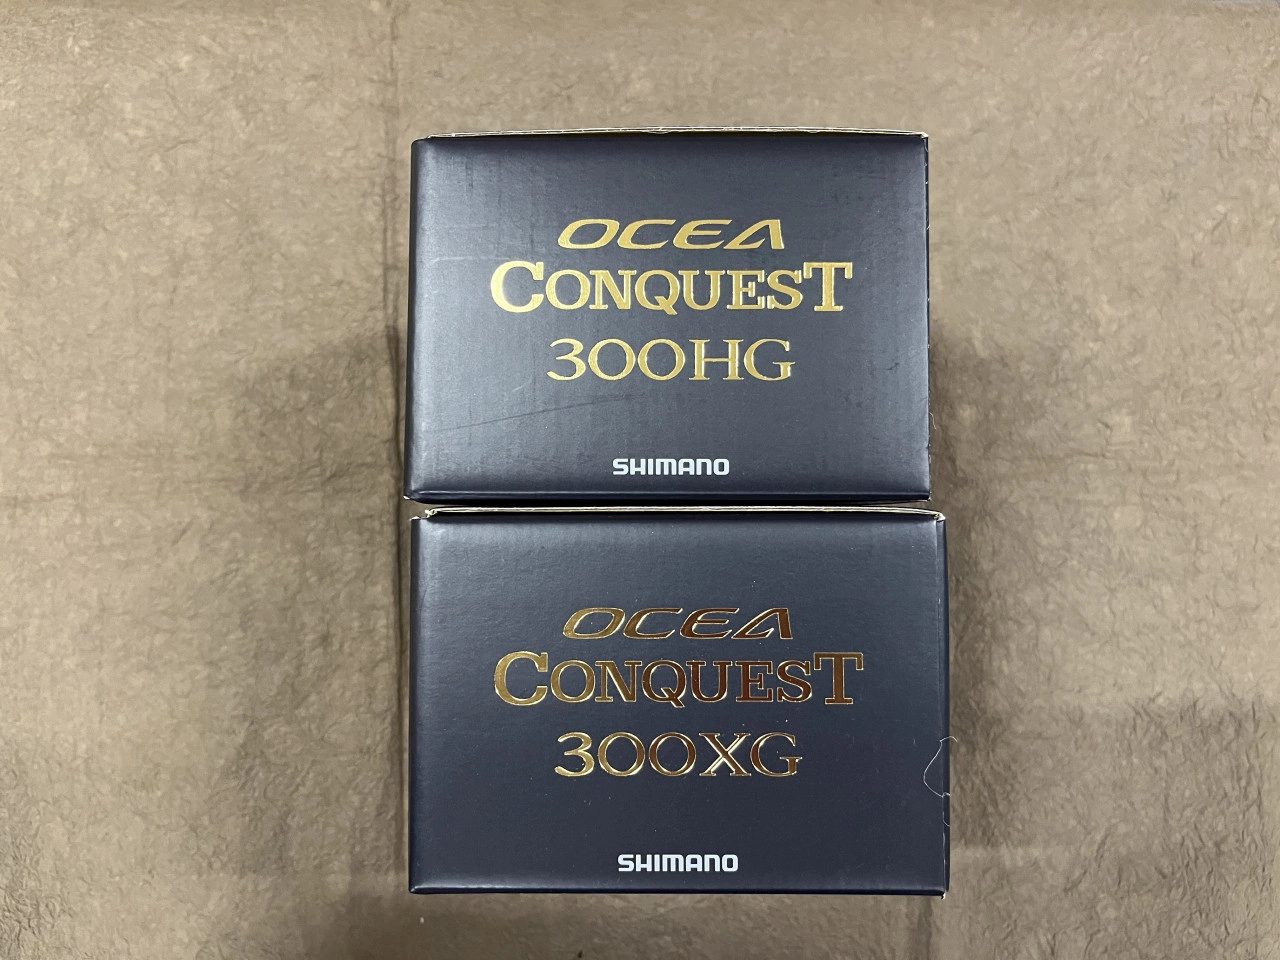 OCEA
CONQUEST
300HG
SHIMANO
OCEA
CONQUEST
300XG
SHIMANO